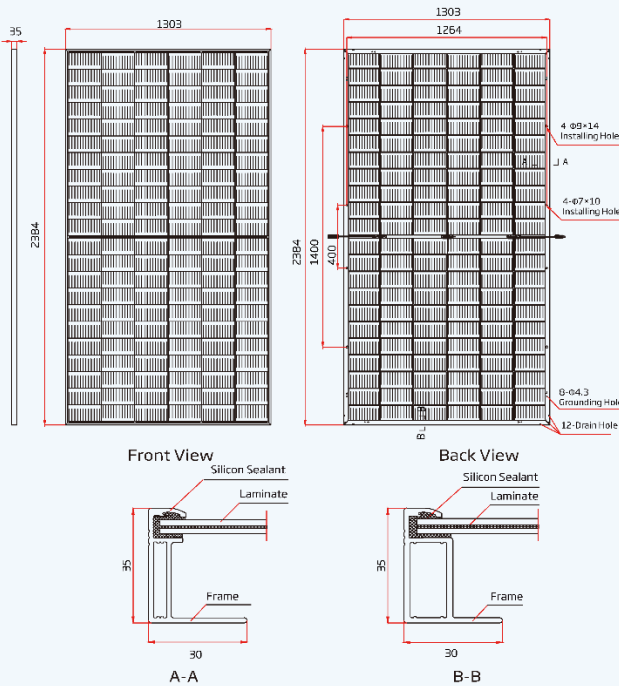 35
1303
2384
Front View
1303
1264
2384
1400
400
4-Φ9×14
Installing Hole
A A
4-Φ7×10
Installing Hole
8-Φ4.3
Grounding Hole
12-Drain Hole
B B
Back View
Silicon Sealant
Laminate
35
Frame
30
A-A
Silicon Sealant
Laminate
35
Frame
30
B-B